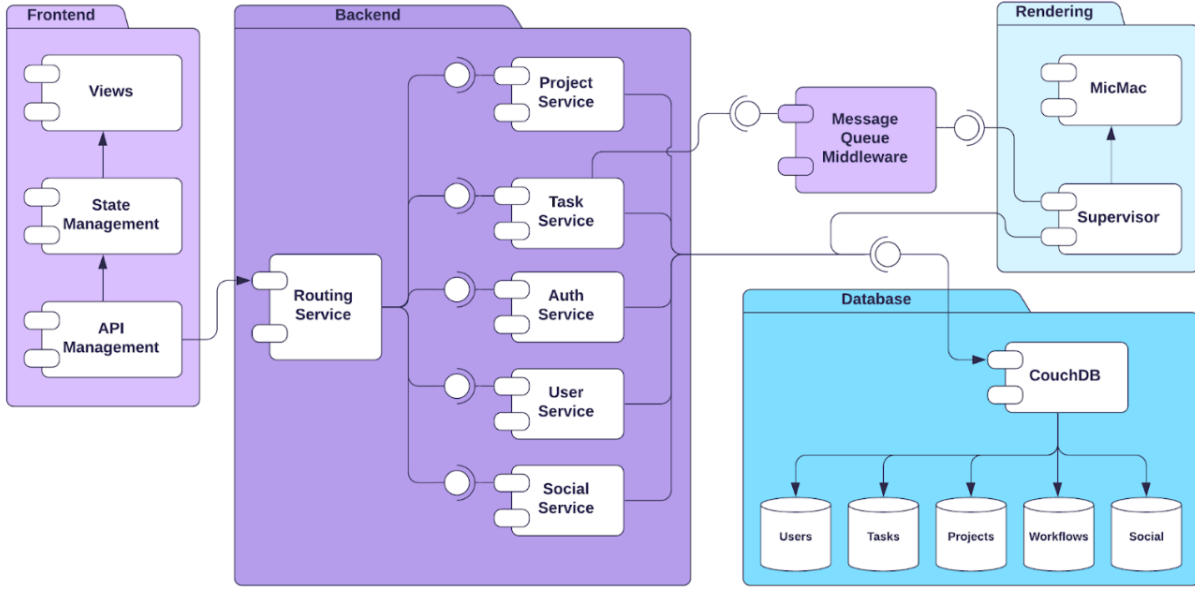 Frontend
Views
State
Management
API
Management
Backend
Routing
Service
Project
Service
Task
Service
Auth
Service
User
Service
Social
Service
Message
Queue
Middleware
Rendering
MicMac
Supervisor
Database
CouchDB
Users
Tasks
Projects
Workflows
Social